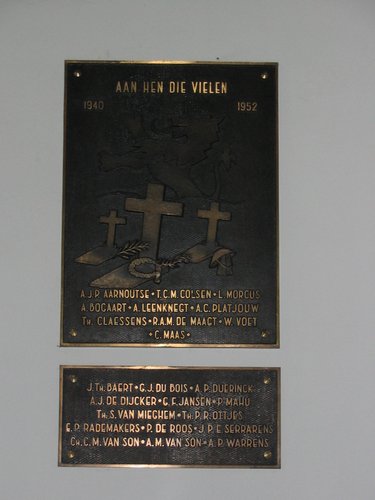 AAN HEN DIE VIELEN
1940 1952
A.J.P. AARNOUTSE • T.C.M. COLSEN • L. MORCUS
A. BOGAART • A. LEENKNEGT • A.C. PLATJOUW
TH. CLAESSENS • R.A.M. DE MAAGT • W. VOET
• C. MAAS •
J. TH. BAERT • G.J. DU BOIS • A.P. DUERINCK
A.J. DE DIJCKER • G.F. JANSEN • P. MAHU
TH. S. VAN MIEGHEM • TH. P.R. OTTJES
E.P. RADEMAKERS • P. DE ROOS • J.P.E. SERRARENS
CH. C.M. VAN SON • A.M. VAN SON • A.P. WARRENS